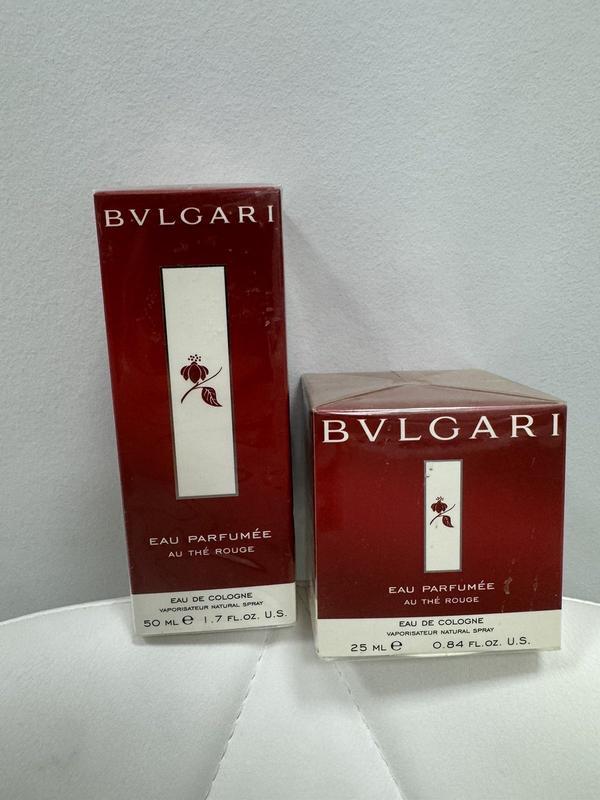 BVLGARI
EAU PARFUMÉE
AU THÉ ROUGE
EAU DE COLOGNE
VAPORISATEUR NATURAL SPRAY
50 ML ℮ 1.7 FL.OZ. U.S.
BVLGARI
EAU PARFUMÉE
AU THÉ ROUGE
EAU DE COLOGNE
VAPORISATEUR NATURAL SPRAY
25 ML ℮ 0.84 FL.OZ. U.S.